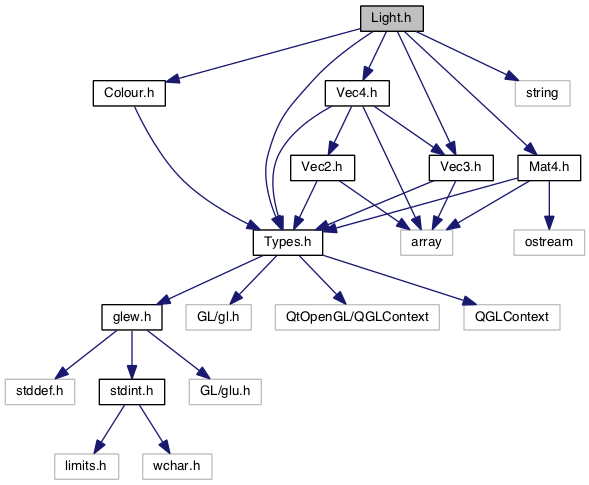 Light.h
Colour.h
Vec4.h
string
Vec2.h
Vec3.h
Mat4.h
Types.h
array
ostream
glew.h
GL/gl.h
QtOpenGL/QGLContext
QGLContext
stddef.h
stdint.h
GL/glu.h
limits.h
wchar.h